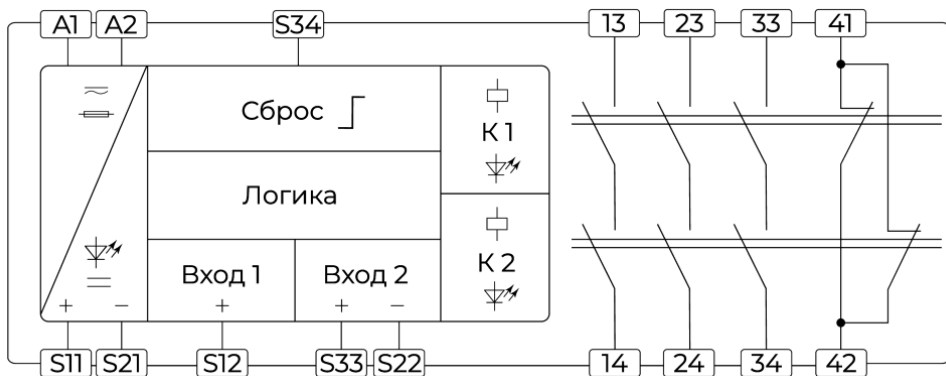 A1 A2 S34 13 23 33 41
Сброс
К 1
Логика
К 2
Вход 1 Вход 2
+ − + + −
S11 S21 S12 S33 S22 14 24 34 42